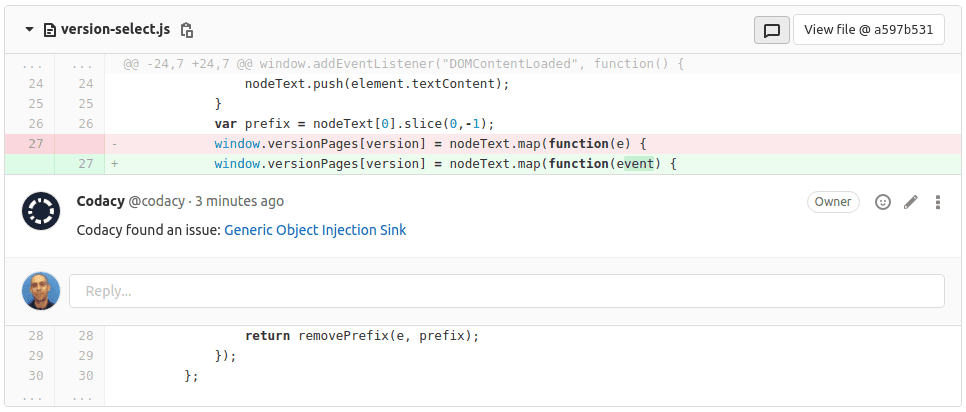 version-select.js View file @ a597b531
... ... @@ -24,7 +24,7 @@ window.addEventListener("DOMContentLoaded", function() {
24 24 nodeText.push(element.textContent);
25 25 }
26 26 var prefix = nodeText[0].slice(0,-1);
27 - window.versionPages[version] = nodeText.map(function(e) {
27 + window.versionPages[version] = nodeText.map(function(event) {
Codacy @codacy · 3 minutes ago Owner
Codacy found an issue: Generic Object Injection Sink
Reply...
28 28 return removePrefix(e, prefix);
29 29 });
30 30 };
... ...